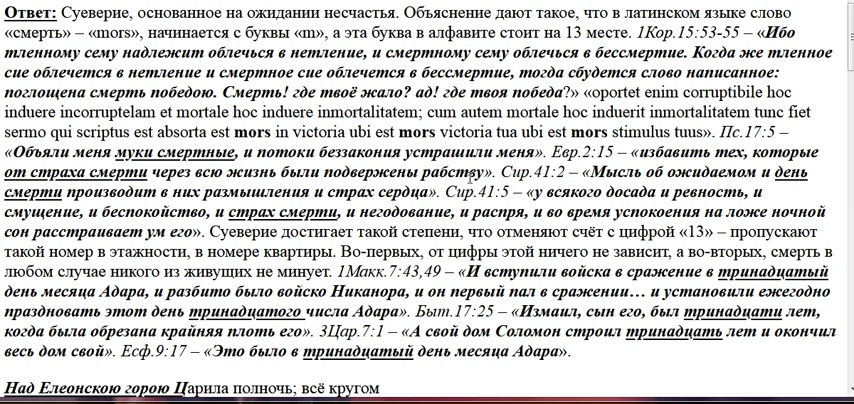 Ответ: Суеверие, основанное на ожидании несчастья. Объяснение дают такое, что в латинском языке слово
«смерть» – «mors», начинается с буквы «m», а эта буква в алфавите стоит на 13 месте. 1Кор.15:53-55 – «Ибо
тленному сему надлежит облечься в нетление, и смертному сему облечься в бессмертие. Когда же тленное
сие облечется в нетление и смертное сие облечется в бессмертие, тогда сбудется слово написанное:
поглощена смерть победою. Смерть! где твоё жало? ад! где твоя победа?» «oportet enim corruptibile hoc
induere incorruptelam et mortale hoc induere inmortalitatem; cum autem mortale hoc induerit inmortalitatem tunc fiet
sermo qui scriptus est absorta est mors in victoria ubi est mors victoria tua ubi est mors stimulus tuus». Пс.17:5 –
«Объяли меня муки смертные, и потоки беззакония устрашили меня». Евр.2:15 – «избавить тех, которые
от страха смерти через всю жизнь были подвержены рабству». Сир.41:2 – «Мысль об ожидаемом и день
смерти производит в них размышления и страх сердца». Сир.41:5 – «у всякого досада и ревность, и
смущение, и беспокойство, и страх смерти, и негодование, и распря, и во время успокоения на ложе ночной
сон расстраивает ум его». Суеверие достигает такой степени, что отменяют счёт с цифрой «13» – пропускают
такой номер в этажности, в номере квартиры. Во-первых, от цифры этой ничего не зависит, а во-вторых, смерть в
любом случае никого из живущих не минует. 1Макк.7:43,49 – «И вступили войска в сражение в тринадцатый
день месяца Адара, и разбито было войско Никанора, и он первый пал в сражении… и установили ежегодно
праздновать этот день тринадцатого числа Адара». Быт.17:25 – «Измаил, сын его, был тринадцати лет,
когда была обрезана крайняя плоть его». 3Цар.7:1 – «А свой дом Соломон строил тринадцать лет и окончил
весь дом свой». Есф.9:17 – «Это было в тринадцатый день месяца Адара».
Над Елеонскою горою Царила полночь; всё кругом